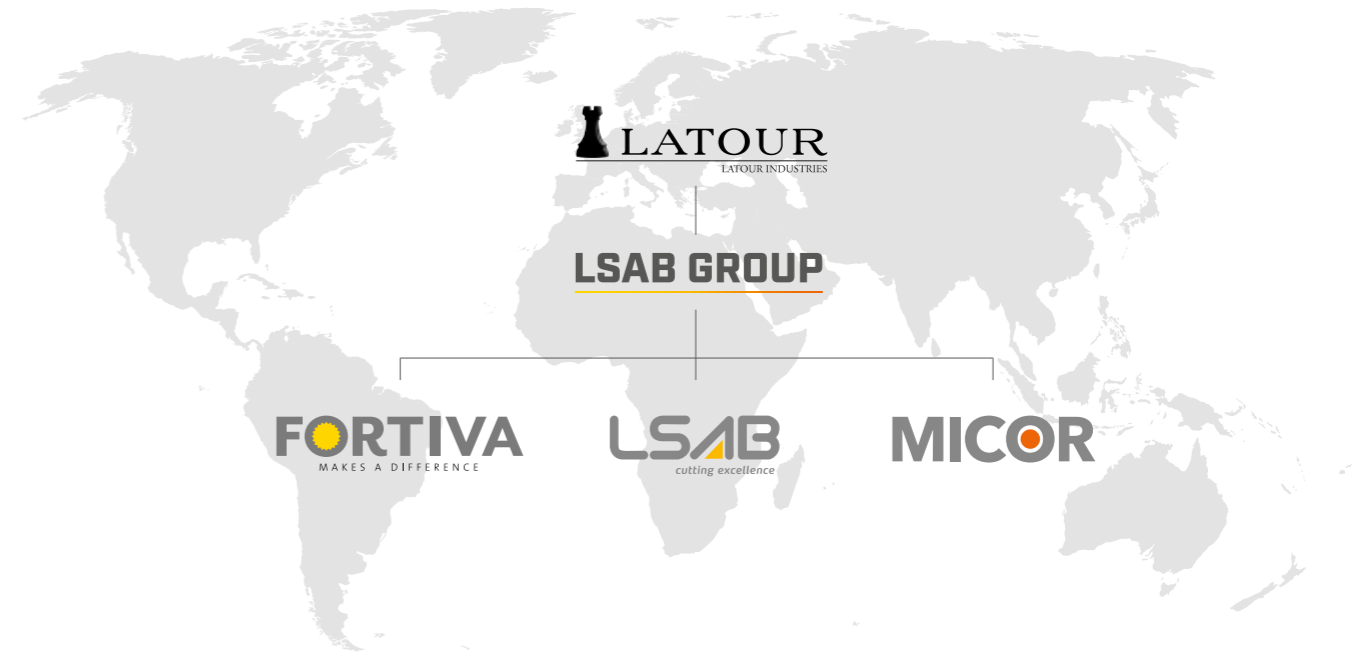 LATOUR
LATOUR INDUSTRIES
LSAB GROUP
FORTIVA
MAKES A DIFFERENCE
LSAB
cutting excellence
MICOR